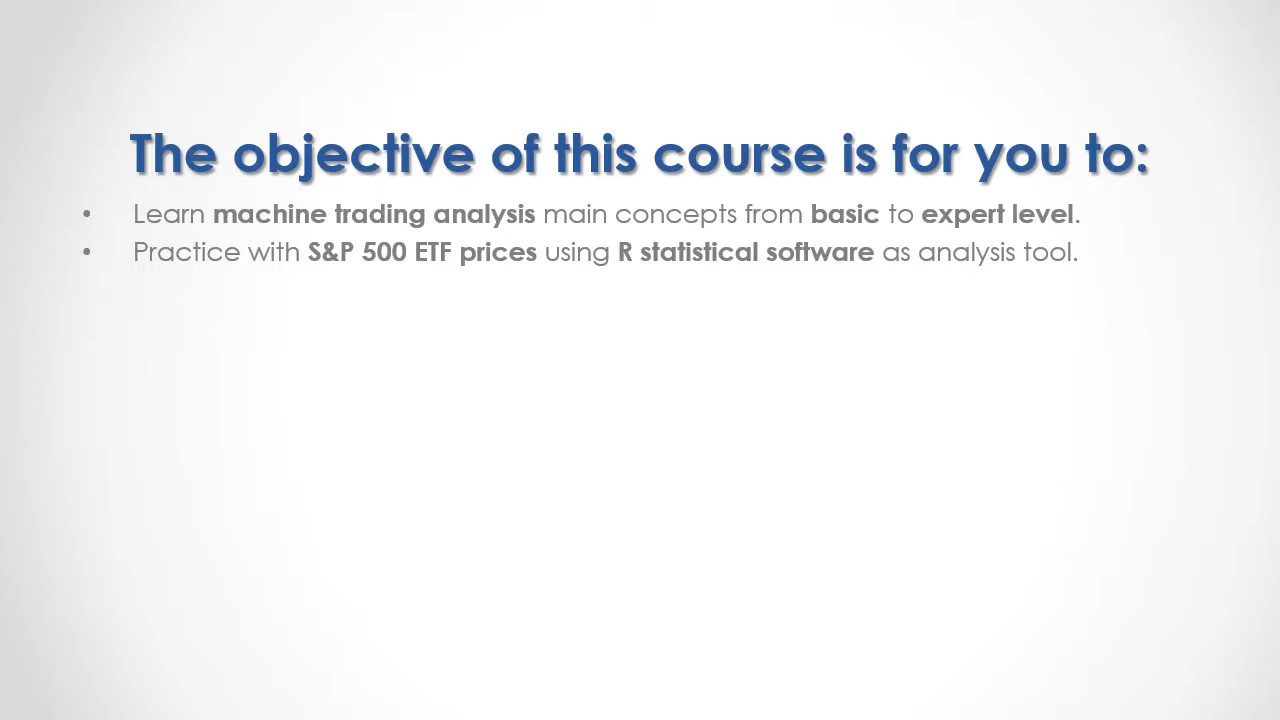 The objective of this course is for you to:
• Learn machine trading analysis main concepts from basic to expert level.
• Practice with S&P 500 ETF prices using R statistical software as analysis tool.